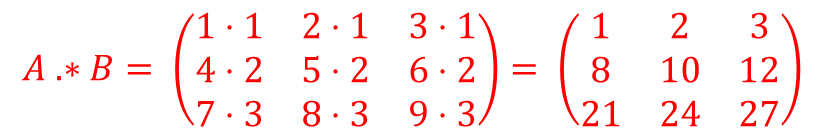 A .* B = (1 · 1 2 · 1 3 · 1
4 · 2 5 · 2 6 · 2
7 · 3 8 · 3 9 · 3) = (1 2 3
8 10 12
21 24 27)